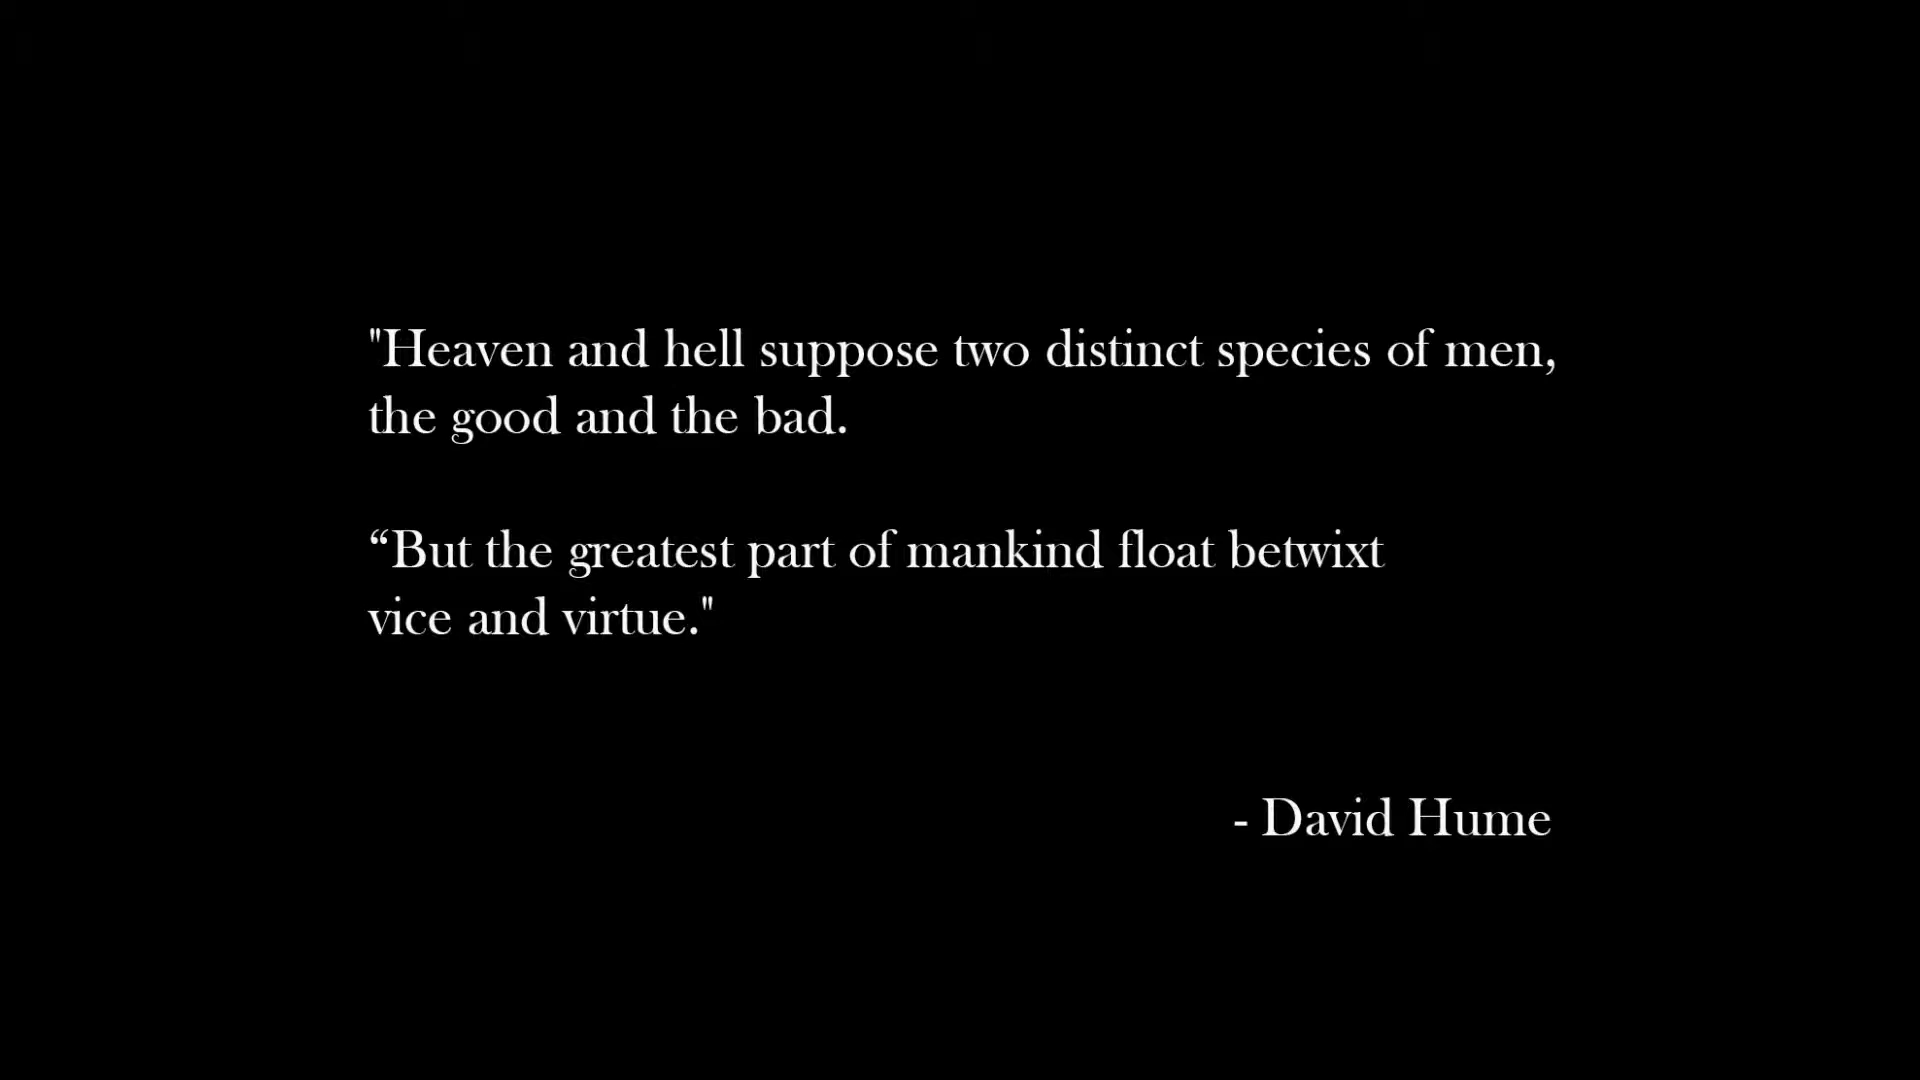 "Heaven and hell suppose two distinct species of men,
the good and the bad.
“But the greatest part of mankind float betwixt
vice and virtue."
- David Hume